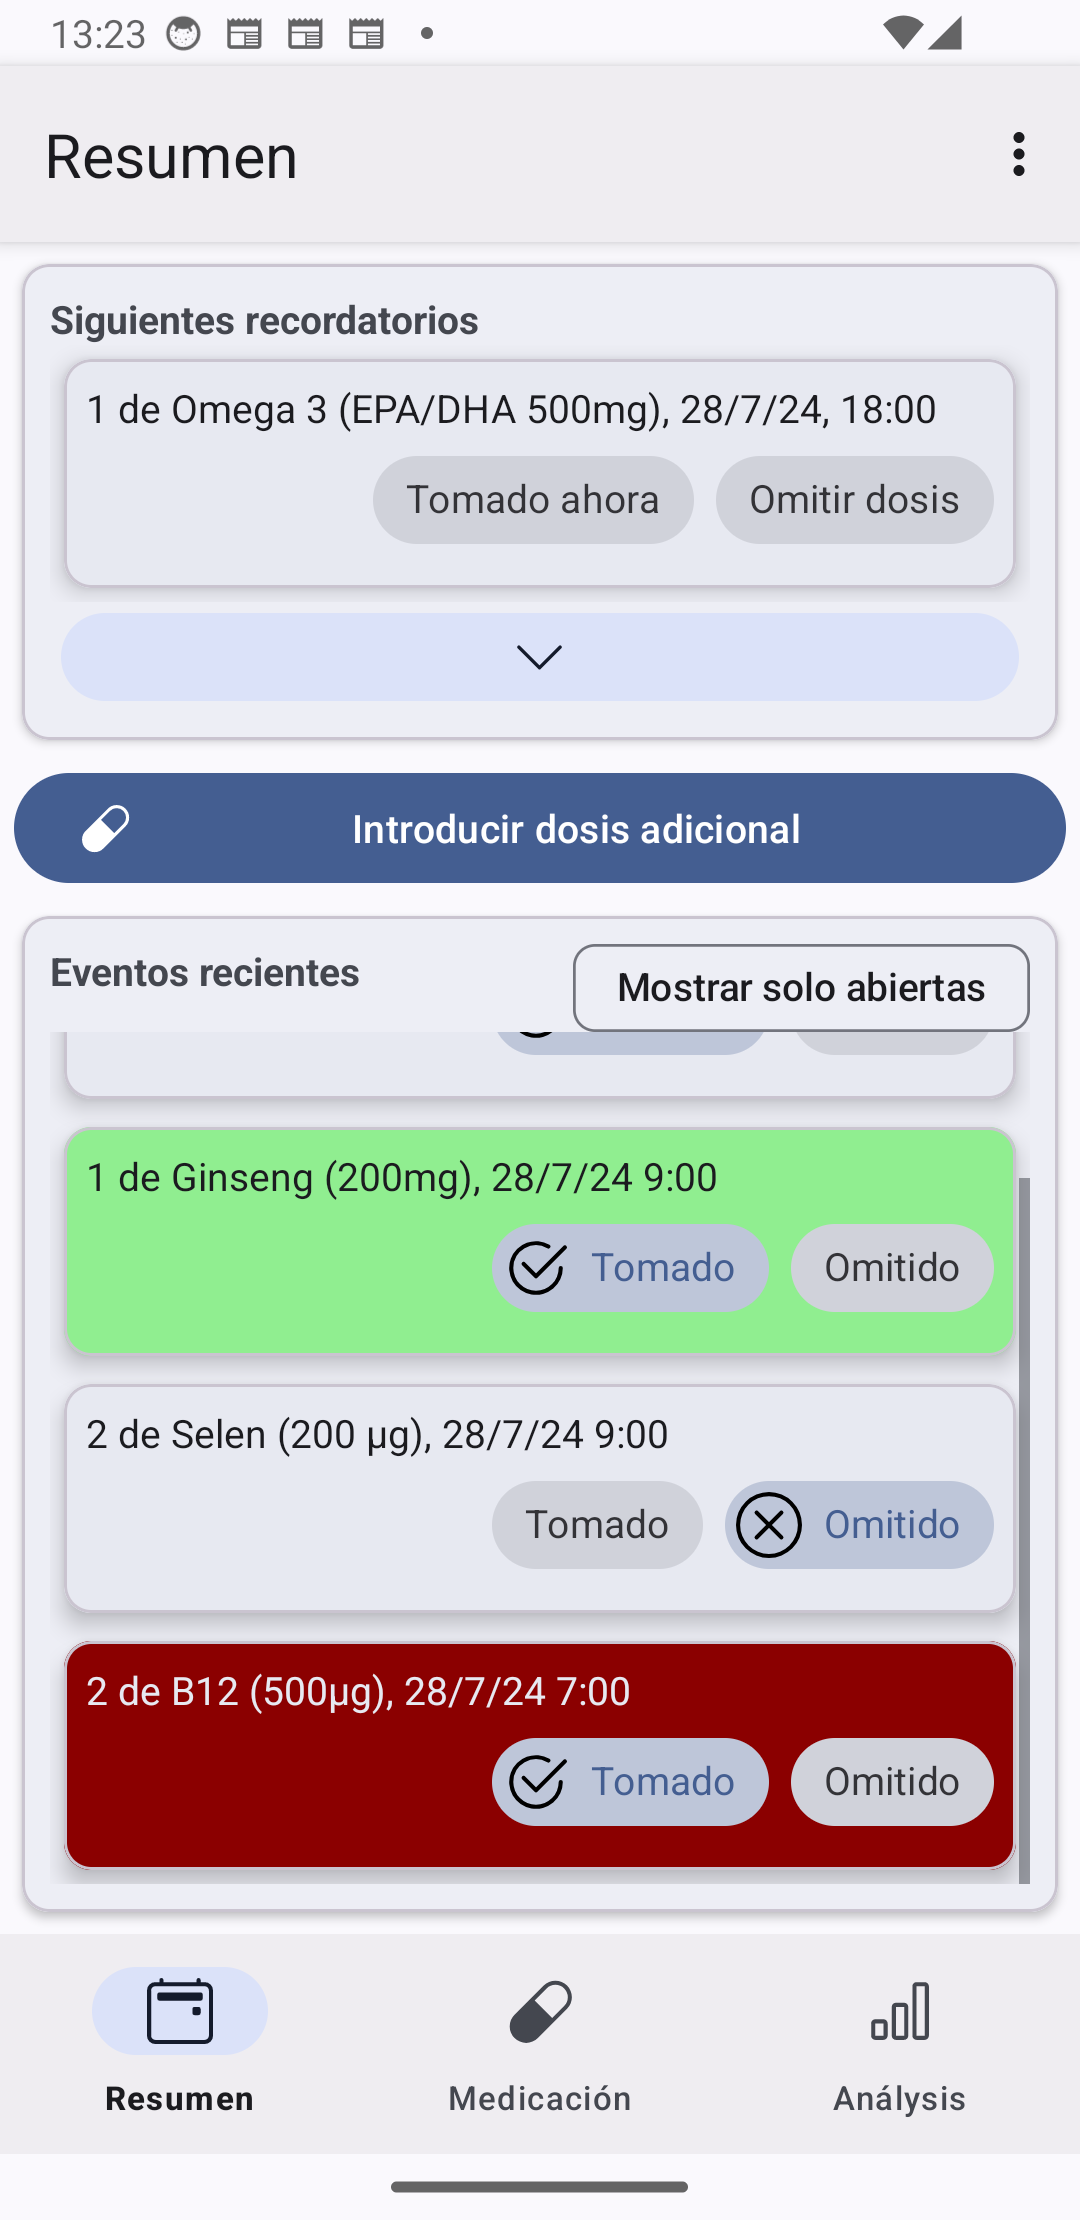 13:23
Resumen
Siguientes recordatorios
1 de Omega 3 (EPA/DHA 500mg), 28/7/24, 18:00
Tomado ahora
Omitir dosis
Introducir dosis adicional
Eventos recientes
Mostrar solo abiertas
1 de Ginseng (200mg), 28/7/24 9:00
Tomado
Omitido
2 de Selen (200 µg), 28/7/24 9:00
Tomado
Omitido
2 de B12 (500µg), 28/7/24 7:00
Tomado
Omitido
Resumen
Medicación
Análysis